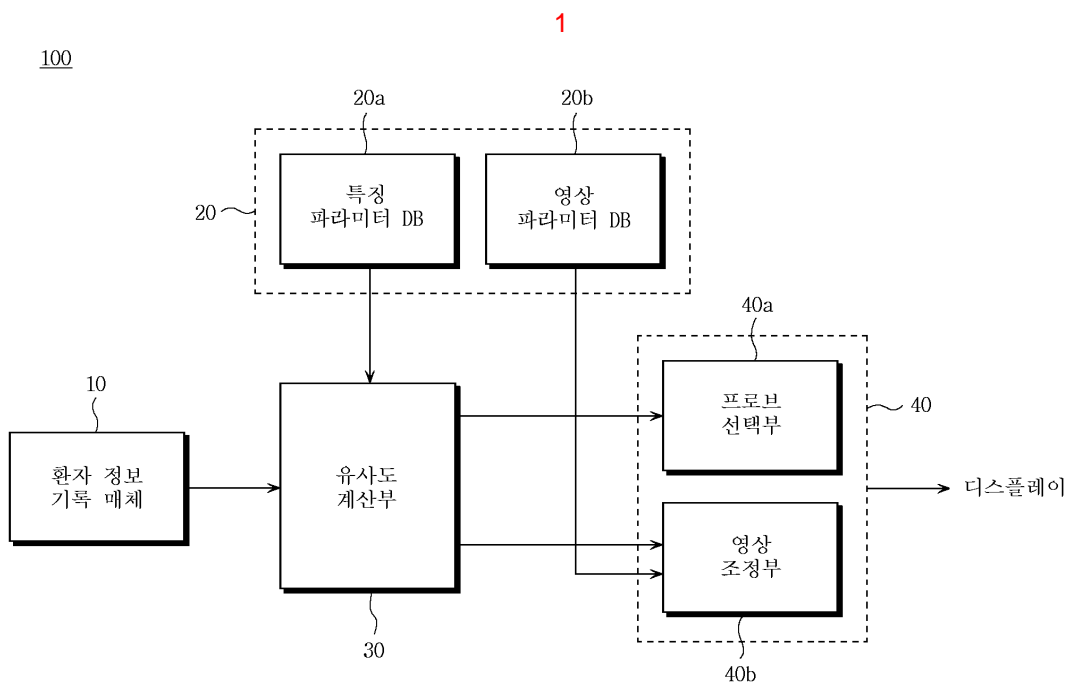 1
100
20a
20b
특징
파라미터 DB
영상
파라미터 DB
20
40a
10
프로브
선택부
40
환자 정보
기록 매체
유사도
계산부
디스플레이
영상
조정부
30
40b